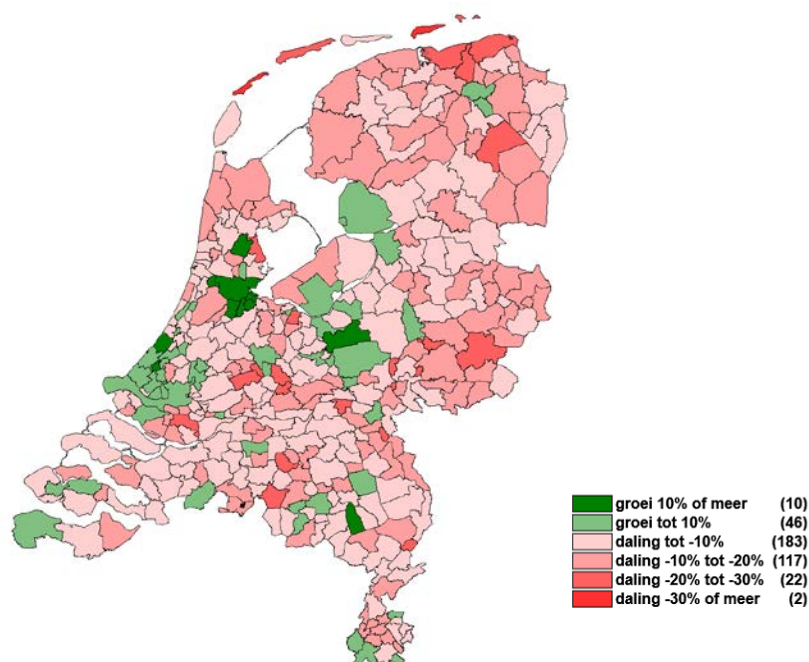 groei 10% of meer (10)
groei tot 10% (46)
daling tot -10% (183)
daling -10% tot -20% (117)
daling -20% tot -30% (22)
daling -30% of meer (2)